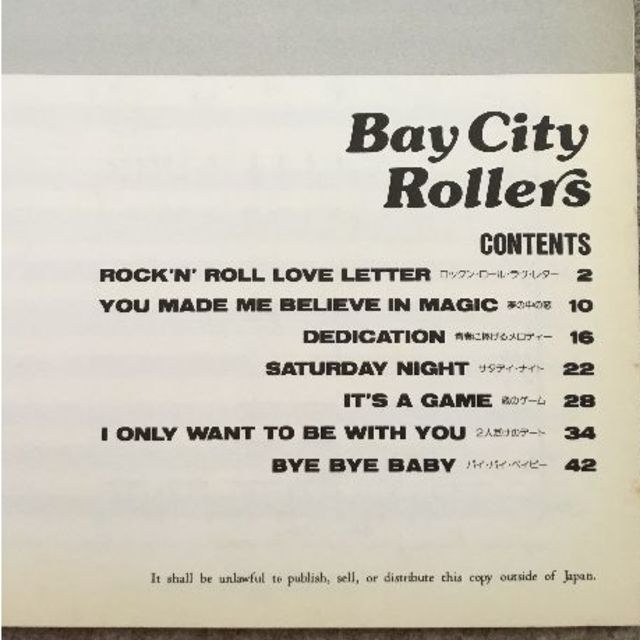 Bay City
Rollers
CONTENTS
ROCK'N' ROLL LOVE LETTER ロックン・ロール・ラヴ・レター 2
YOU MADE ME BELIEVE IN MAGIC 夢の中の恋 10
DEDICATION 青春に捧げるメロディー 16
SATURDAY NIGHT サタデイ・ナイト 22
IT'S A GAME 恋のゲーム 28
I ONLY WANT TO BE WITH YOU 2人だけのデート 34
BYE BYE BABY バイ・バイ・ベイビー 42
It shall be unlawful to publish, sell, or distribute this copy outside of Japan.